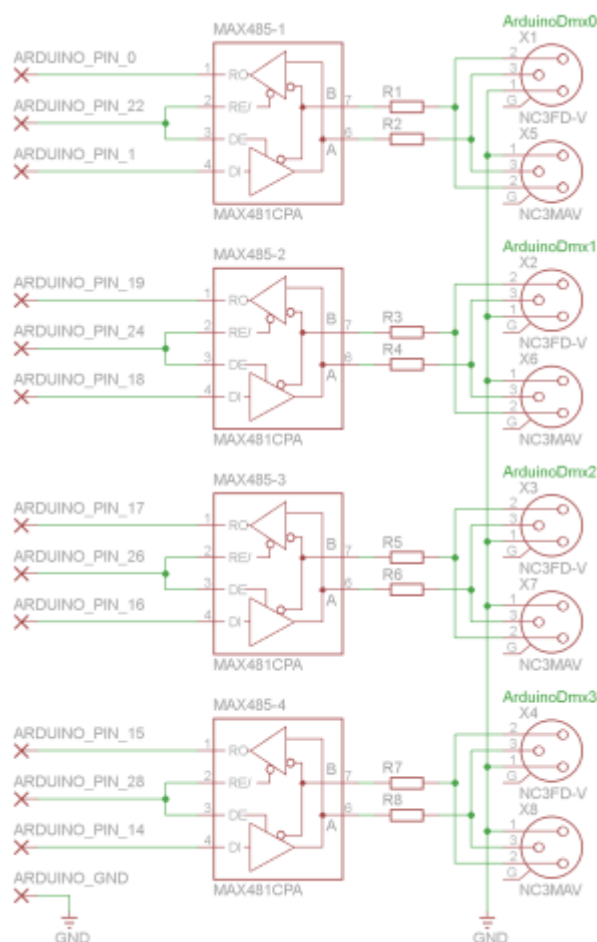 MAX485-1
ArduinoDmx0
X1
ARDUINO_PIN_0
1 RO
ARDUINO_PIN_22
2 RE/
3 DE
ARDUINO_PIN_1
4 DI
B 7 R1
A 6 R2
MAX481CPA
2
3
1
G
NC3FD-V
X5
1
3
2
G
NC3MAV
MAX485-2
ArduinoDmx1
X2
ARDUINO_PIN_19
1 RO
ARDUINO_PIN_24
2 RE/
3 DE
ARDUINO_PIN_18
4 DI
B 7 R3
A 6 R4
MAX481CPA
2
3
1
G
NC3FD-V
X6
1
3
2
G
NC3MAV
MAX485-3
ArduinoDmx2
X3
ARDUINO_PIN_17
1 RO
ARDUINO_PIN_26
2 RE/
3 DE
ARDUINO_PIN_16
4 DI
B 7 R5
A 6 R6
MAX481CPA
2
3
1
G
NC3FD-V
X7
1
3
2
G
NC3MAV
MAX485-4
ArduinoDmx3
X4
ARDUINO_PIN_15
1 RO
ARDUINO_PIN_28
2 RE/
3 DE
ARDUINO_PIN_14
4 DI
B 7 R7
A 6 R8
MAX481CPA
2
3
1
G
NC3FD-V
X8
1
3
2
G
NC3MAV
ARDUINO_GND
GND
GND